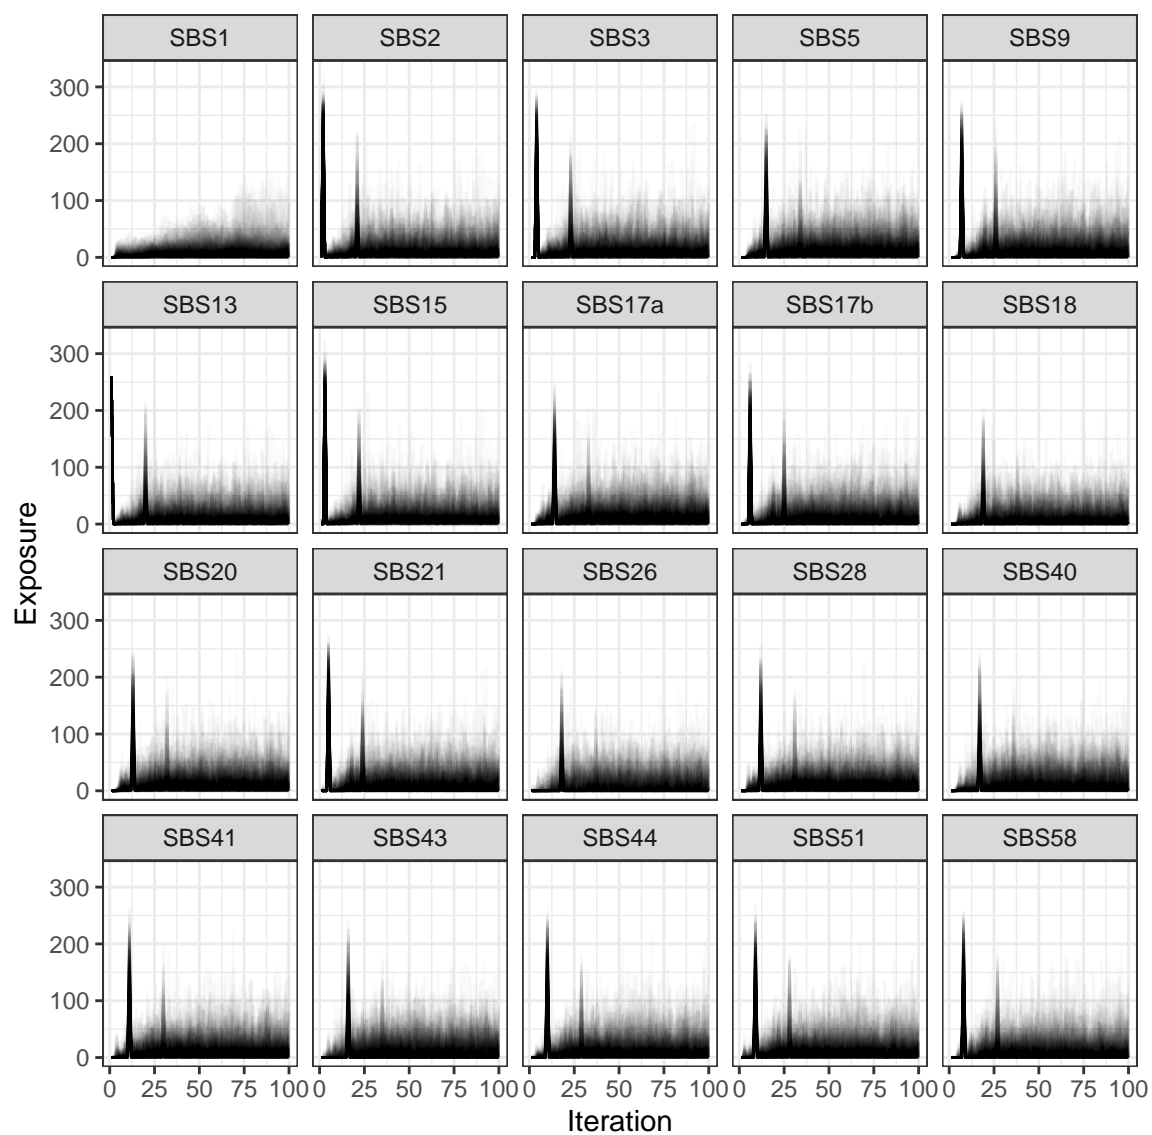 SBS1 SBS2 SBS3 SBS5 SBS9
300
200
100
0
SBS13 SBS15 SBS17a SBS17b SBS18
300
200
100
0
Exposure
SBS20 SBS21 SBS26 SBS28 SBS40
300
200
100
0
SBS41 SBS43 SBS44 SBS51 SBS58
300
200
100
0
0 25 50 75 100 0 25 50 75 100 0 25 50 75 100 0 25 50 75 100 0 25 50 75 100
Iteration